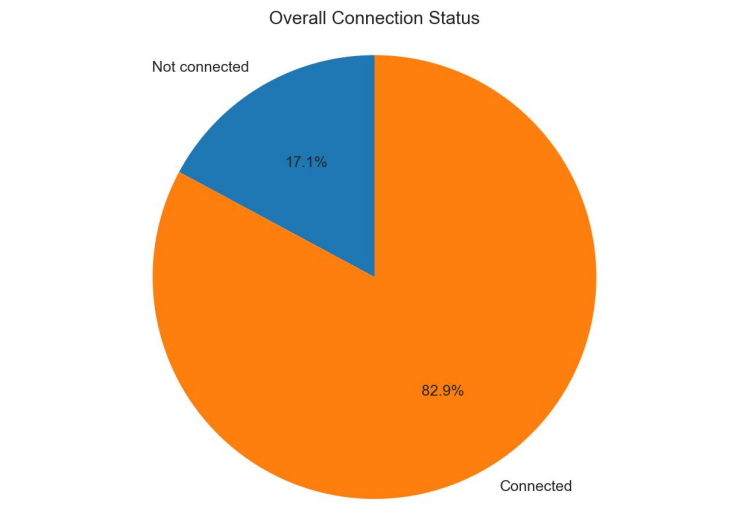 Overall Connection Status
Not connected
17.1%
82.9%
Connected